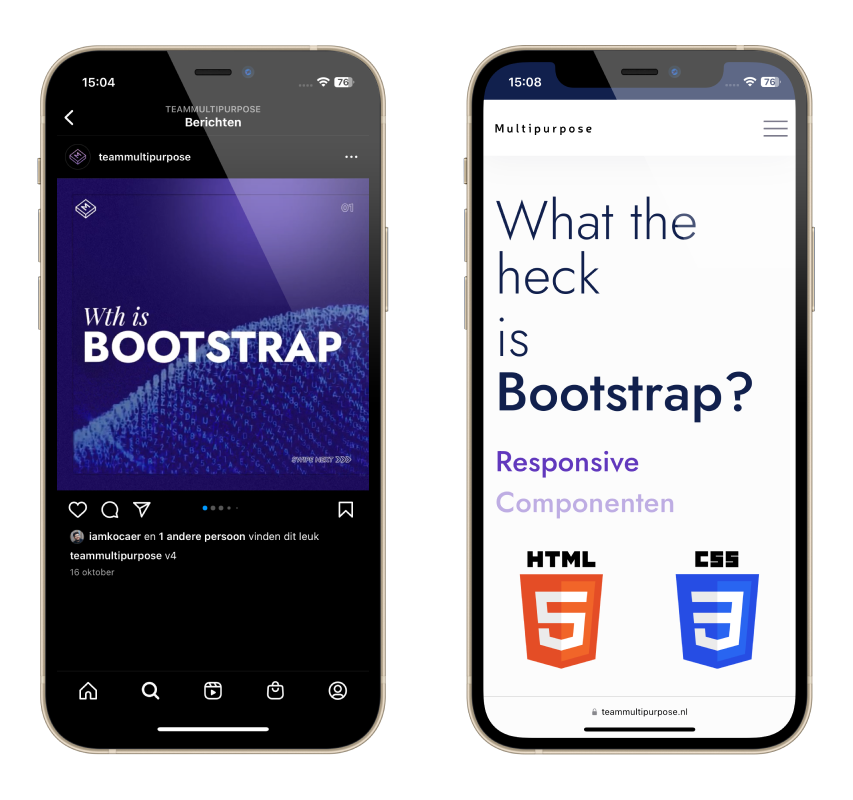 15:04
76
TEAMMULTIPURPOSE
Berichten
teammultipurpose
01
Wth is
BOOTSTRAP
SWIPE NEXT
iamkocaer en 1 andere persoon vinden dit leuk
teammultipurpose v4
16 oktober
15:08
76
Multipurpose
What the
heck
is
Bootstrap?
Responsive
Componenten
HTML
CSS
5
3
teammultipurpose.nl